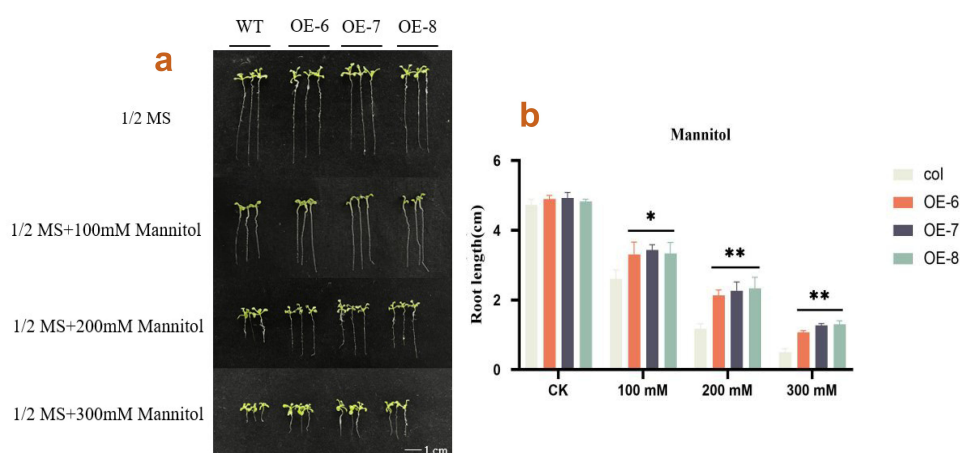 WT OE-6 OE-7 OE-8
a
1/2 MS
1/2 MS+100mM Mannitol
1/2 MS+200mM Mannitol
1/2 MS+300mM Mannitol
1 cm
b
Mannitol
Root length(cm)
6
4
2
0
* ** **
CK 100 mM 200 mM 300 mM
col
OE-6
OE-7
OE-8